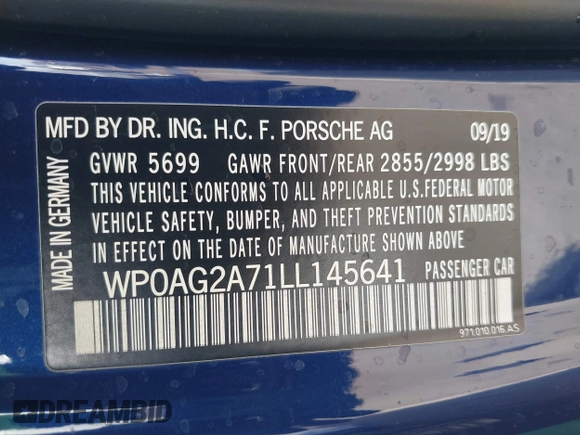 MFD BY DR. ING. H.C. F. PORSCHE AG 09/19
GVWR 5699 GAWR FRONT/REAR 2855/2998 LBS
THIS VEHICLE CONFORMS TO ALL APPLICABLE U.S.FEDERAL MOTOR
VEHICLE SAFETY, BUMPER, AND THEFT PREVENTION STANDARDS
IN EFFECT ON THE DATE OF MANUFACTURE SHOWN ABOVE.
WP0AG2A71LL145641 PASSENGER CAR
971.010.016.AS
MADE IN GERMANY
DREAMBID